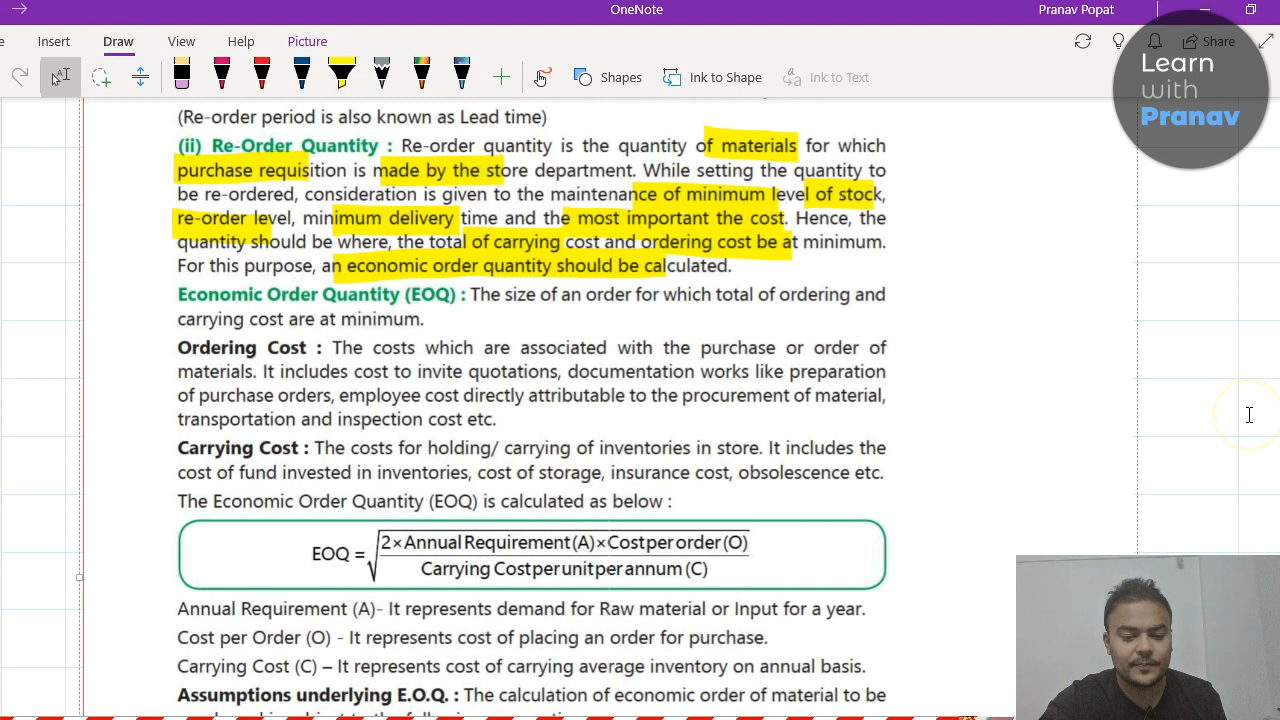 OneNote
Pranav Popat
Insert Draw View Help Picture
Share
Shapes Ink to Shape Ink to Text
Learn
with
Pranav
(Re-order period is also known as Lead time)
(ii) Re-Order Quantity : Re-order quantity is the quantity of materials for which
purchase requisition is made by the store department. While setting the quantity to
be re-ordered, consideration is given to the maintenance of minimum level of stock,
re-order level, minimum delivery time and the most important the cost. Hence, the
quantity should be where, the total of carrying cost and ordering cost be at minimum.
For this purpose, an economic order quantity should be calculated.
Economic Order Quantity (EOQ) : The size of an order for which total of ordering and
carrying cost are at minimum.
Ordering Cost : The costs which are associated with the purchase or order of
materials. It includes cost to invite quotations, documentation works like preparation
of purchase orders, employee cost directly attributable to the procurement of material,
transportation and inspection cost etc.
Carrying Cost : The costs for holding/ carrying of inventories in store. It includes the
cost of fund invested in inventories, cost of storage, insurance cost, obsolescence etc.
The Economic Order Quantity (EOQ) is calculated as below :
EOQ = √ 2×Annual Requirement (A)×Cost per order (O)
Carrying Cost per unit per annum (C)
Annual Requirement (A)- It represents demand for Raw material or Input for a year.
Cost per Order (O) - It represents cost of placing an order for purchase.
Carrying Cost (C) – It represents cost of carrying average inventory on annual basis.
Assumptions underlying E.O.Q. : The calculation of economic order of material to be